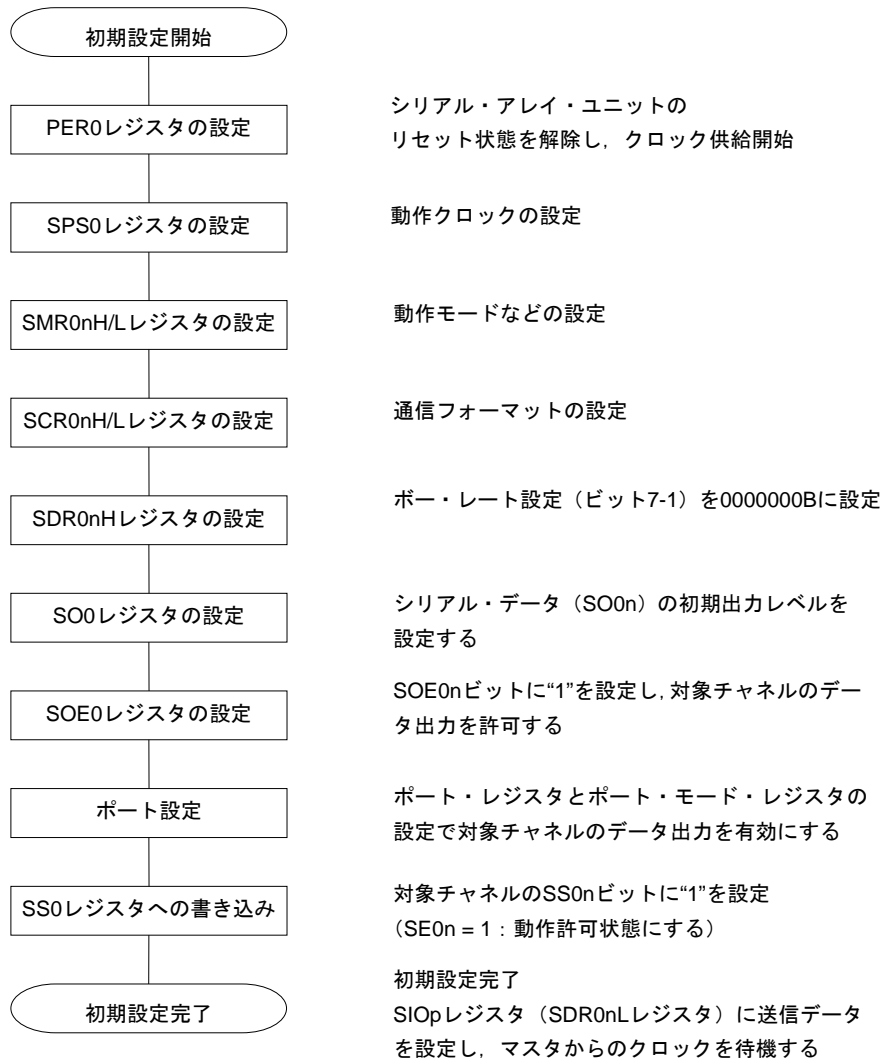 初期設定開始
PER0レジスタの設定
シリアル・アレイ・ユニットの
リセット状態を解除し，クロック供給開始
SPS0レジスタの設定
動作クロックの設定
SMR0nH/Lレジスタの設定
動作モードなどの設定
SCR0nH/Lレジスタの設定
通信フォーマットの設定
SDR0nHレジスタの設定
ボー・レート設定（ビット7-1）を0000000Bに設定
SO0レジスタの設定
シリアル・データ（SO0n）の初期出力レベルを
設定する
SOE0レジスタの設定
SOE0nビットに“1”を設定し，対象チャネルのデー
タ出力を許可する
ポート設定
ポート・レジスタとポート・モード・レジスタの
設定で対象チャネルのデータ出力を有効にする
SS0レジスタへの書き込み
対象チャネルのSS0nビットに“1”を設定
（SE0n = 1：動作許可状態にする）
初期設定完了
初期設定完了
SIOpレジスタ（SDR0nLレジスタ）に送信データ
を設定し，マスタからのクロックを待機する